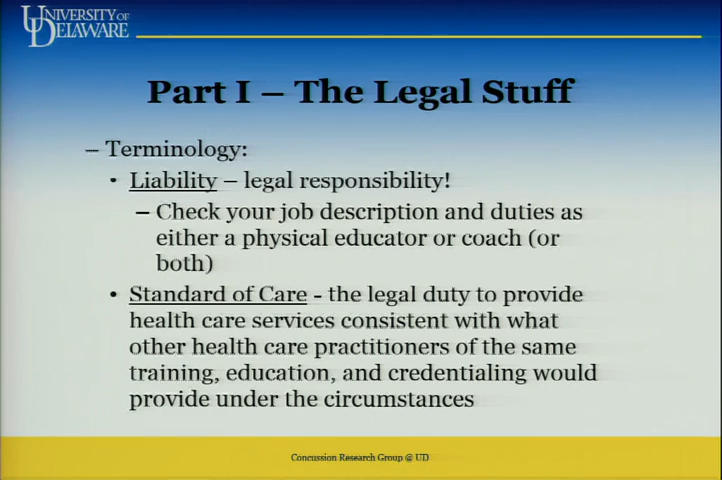 UNIVERSITY OF
DELAWARE
Part I – The Legal Stuff
– Terminology:
• Liability – legal responsibility!
– Check your job description and duties as
either a physical educator or coach (or
both)
• Standard of Care - the legal duty to provide
health care services consistent with what
other health care practitioners of the same
training, education, and credentialing would
provide under the circumstances
Concussion Research Group @ UD